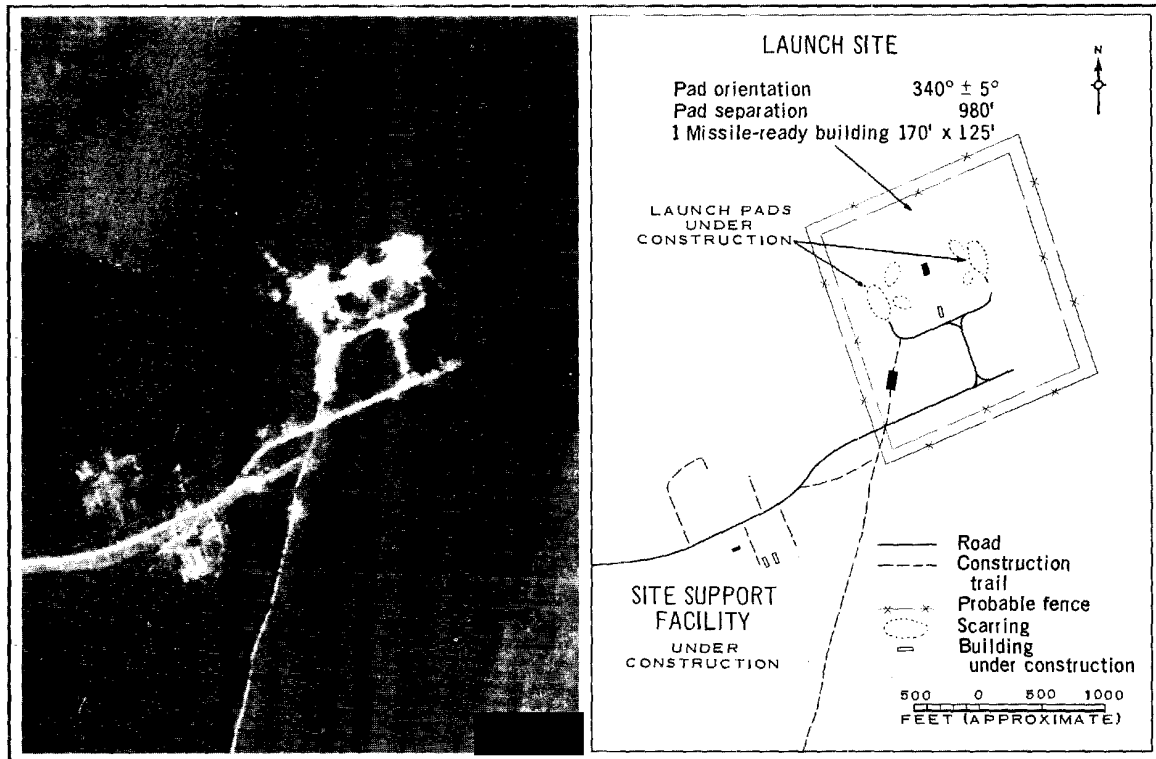 LAUNCH SITE
N
Pad orientation 340° ± 5°
Pad separation 980'
1 Missile-ready building 170' x 125'
LAUNCH PADS
UNDER
CONSTRUCTION
SITE SUPPORT
FACILITY
UNDER
CONSTRUCTION
Road
Construction
trail
Probable fence
Scarring
Building
under construction
500 0 500 1000
FEET (APPROXIMATE)